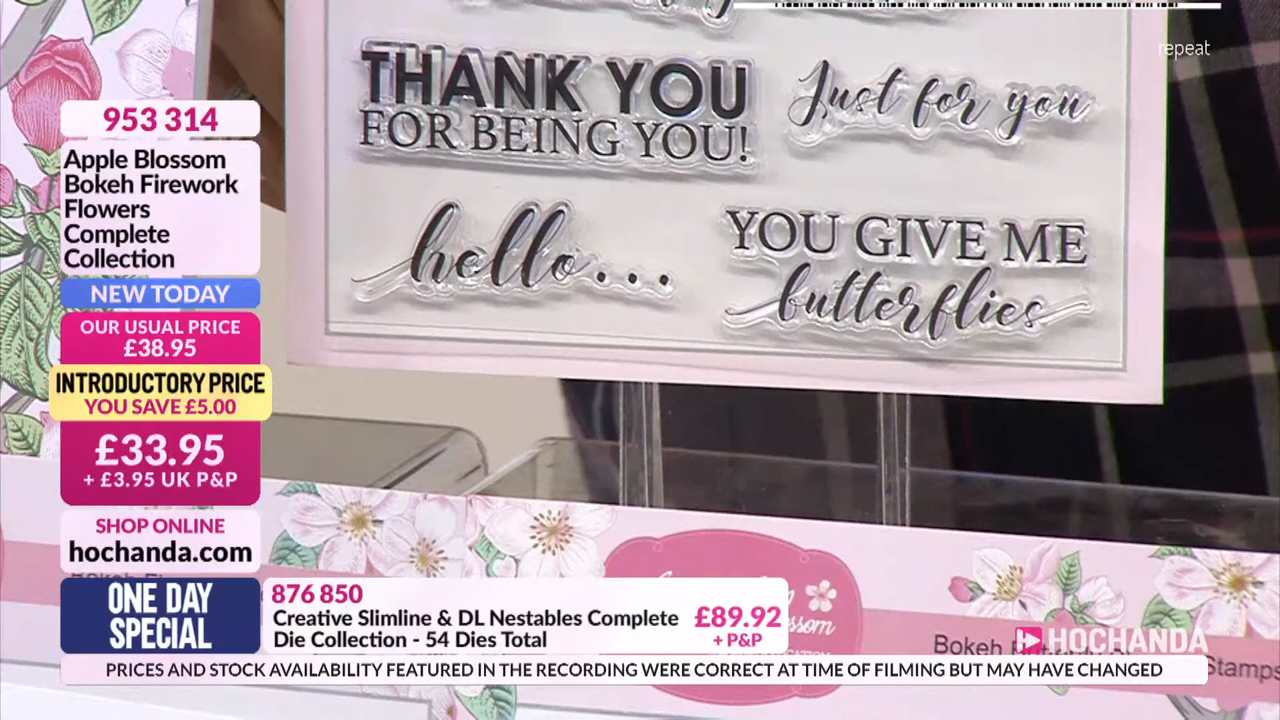 repeat
THANK YOU
FOR BEING YOU!
Just for you
hello...
YOU GIVE ME
butterflies
953 314
Apple Blossom
Bokeh Firework
Flowers
Complete
Collection
NEW TODAY
OUR USUAL PRICE
£38.95
INTRODUCTORY PRICE
YOU SAVE £5.00
£33.95
+ £3.95 UK P&P
SHOP ONLINE
hochanda.com
ONE DAY
SPECIAL
876 850
Creative Slimline & DL Nestables Complete
Die Collection - 54 Dies Total
£89.92
+ P&P
Bokeh
Stamps
HOCHANDA
PRICES AND STOCK AVAILABILITY FEATURED IN THE RECORDING WERE CORRECT AT TIME OF FILMING BUT MAY HAVE CHANGED